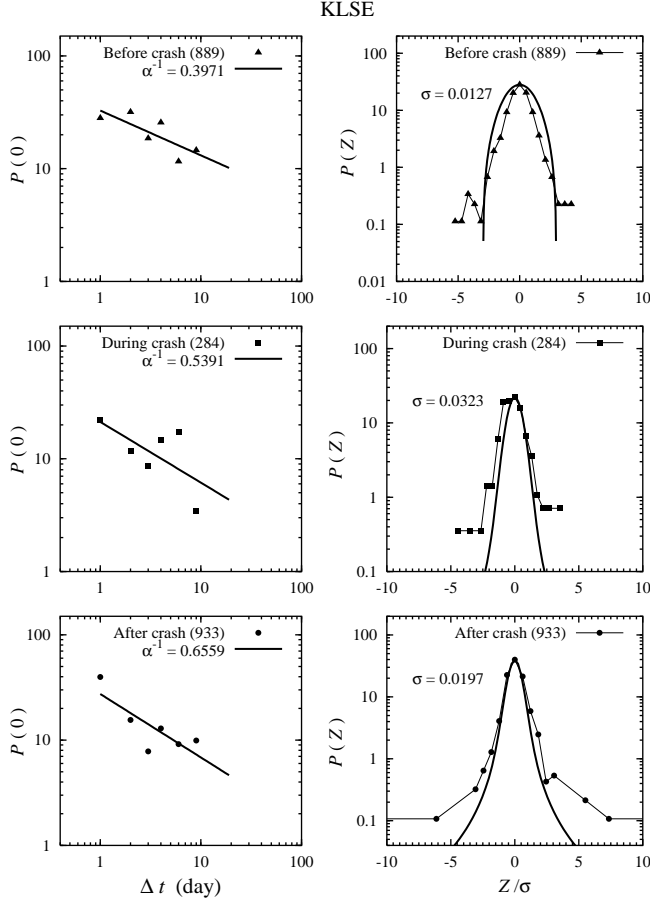 KLSE
P ( 0 )
100
10
1
1
10
100
Before crash (889)
α⁻¹ = 0.3971
P ( Z )
100
10
1
0.1
0.01
-10
-5
0
5
10
Before crash (889)
σ = 0.0127
P ( 0 )
100
10
1
1
10
100
During crash (284)
α⁻¹ = 0.5391
P ( Z )
100
10
1
0.1
-10
-5
0
5
10
During crash (284)
σ = 0.0323
P ( 0 )
100
10
1
1
10
100
After crash (933)
α⁻¹ = 0.6559
Δ t (day)
P ( Z )
100
10
1
0.1
-10
-5
0
5
10
After crash (933)
σ = 0.0197
Z /σ